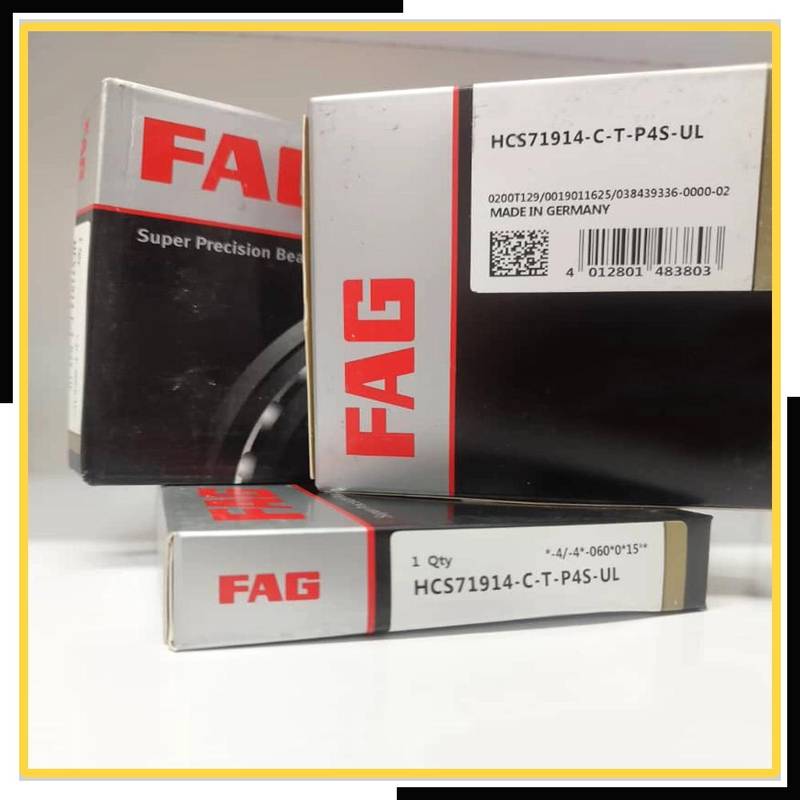 FAG
FAG
Super Precision Bea
FAG
HCS71914-C-T-P4S-UL
0200T129/0019011625/038439336-0000-02
MADE IN GERMANY
4 012801 483803
FAG
FAG
1 Qty
*-4/-4*-060*0*15'*
HCS71914-C-T-P4S-UL